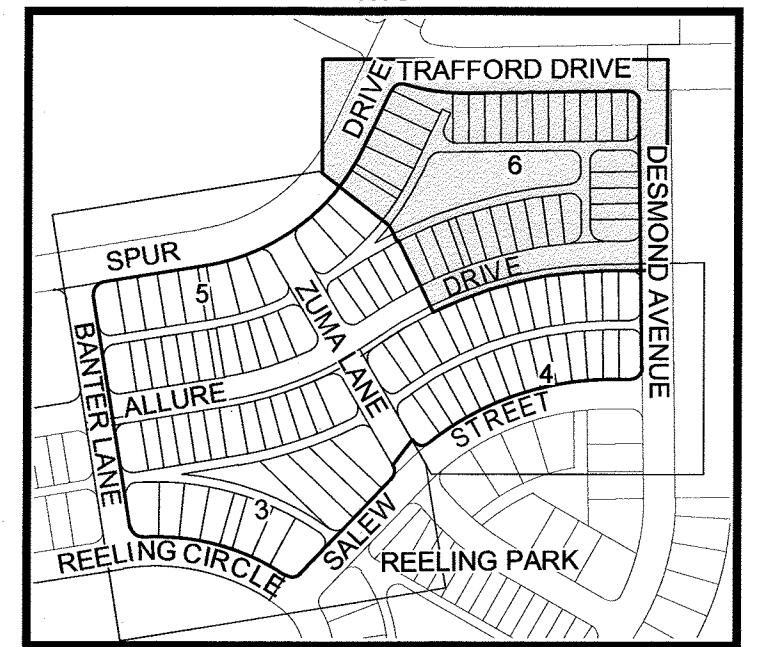 TRAFFORD DRIVE
DRIVE
6
DESMOND AVENUE
SPUR
5
DRIVE
ZUMA LANE
BANTER LANE
ALLURE
4
STREET
3
SALEW
REELING CIRCLE
REELING PARK